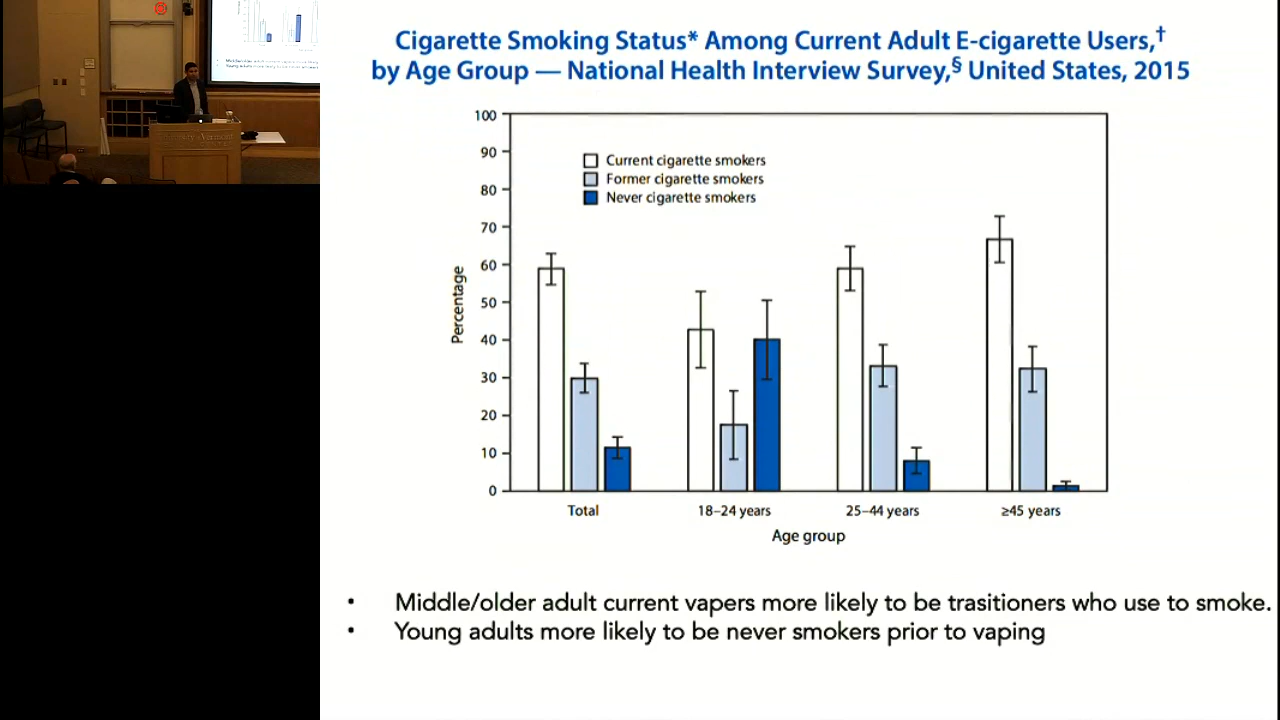 Cigarette Smoking Status* Among Current Adult E-cigarette Users,†
by Age Group — National Health Interview Survey,§ United States, 2015
100
90
80
70
60
50
40
30
20
10
0
Percentage
Current cigarette smokers
Former cigarette smokers
Never cigarette smokers
Total
18–24 years
25–44 years
≥45 years
Age group
• Middle/older adult current vapers more likely to be trasitioners who use to smoke.
• Young adults more likely to be never smokers prior to vaping